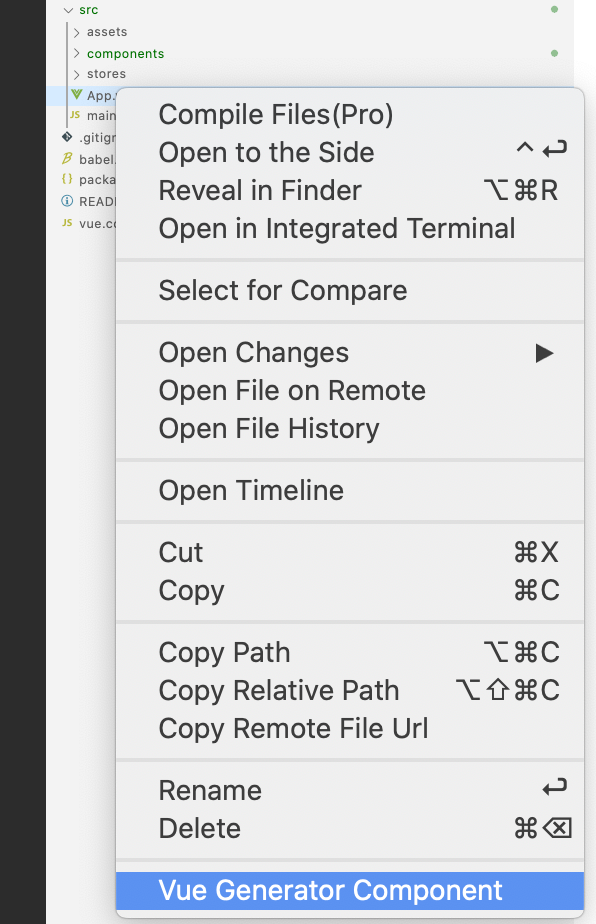 src
assets
components
stores
App.
JS main
.gitigr
babel.
{} packa
READ
JS vue.co
Compile Files(Pro)
Open to the Side ^↩
Reveal in Finder ⌥⌘R
Open in Integrated Terminal
Select for Compare
Open Changes ▶
Open File on Remote
Open File History
Open Timeline
Cut ⌘X
Copy ⌘C
Copy Path ⌥⌘C
Copy Relative Path ⌥⇧⌘C
Copy Remote File Url
Rename ↩
Delete ⌘⌫
Vue Generator Component